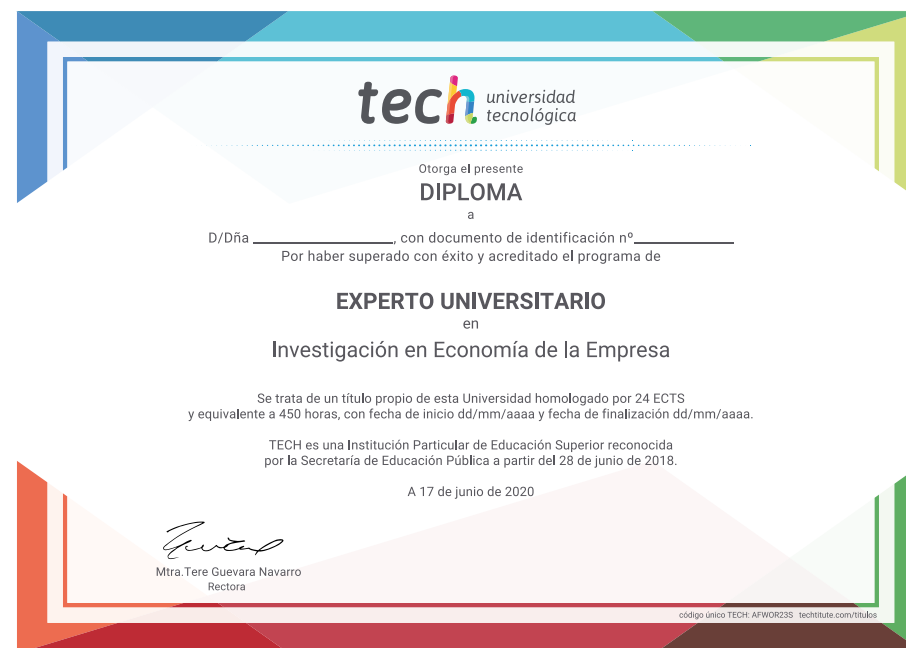 tech universidad
tecnológica
Otorga el presente
DIPLOMA
a
D/Dña ____________, con documento de identificación nº____________
Por haber superado con éxito y acreditado el programa de
EXPERTO UNIVERSITARIO
en
Investigación en Economía de la Empresa
Se trata de un título propio de esta Universidad homologado por 24 ECTS
y equivalente a 450 horas, con fecha de inicio dd/mm/aaaa y fecha de finalización dd/mm/aaaa.
TECH es una Institución Particular de Educación Superior reconocida
por la Secretaría de Educación Pública a partir del 28 de junio de 2018.
A 17 de junio de 2020
Mtra.Tere Guevara Navarro
Rectora
código único TECH: AFWOR23S techtitute.com/titulos